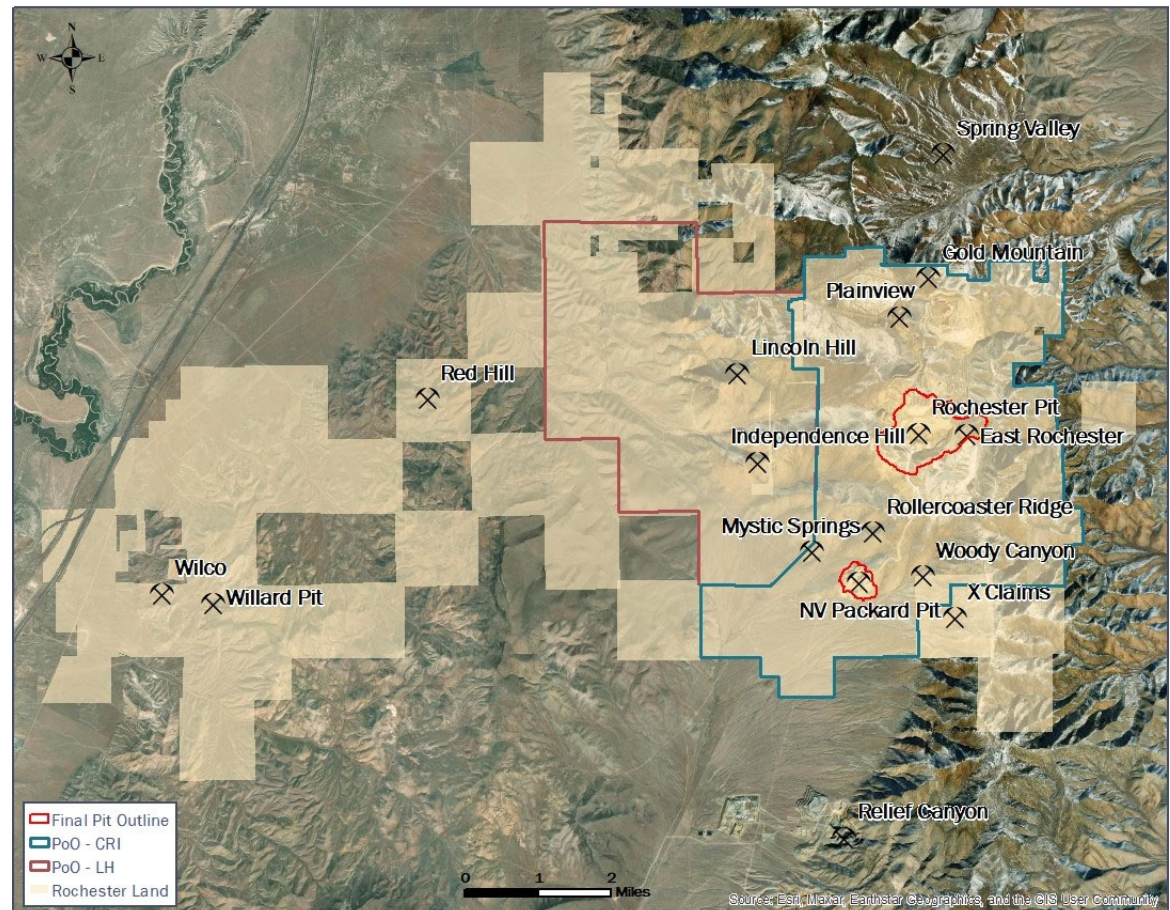 N
W E
S
Spring Valley
Gold Mountain
Plainview
Lincoln Hill
Red Hill
Rochester Pit
Independence Hill
East Rochester
Rollercoaster Ridge
Mystic Springs
Woody Canyon
Wilco
Willard Pit
X Claims
NV Packard Pit
Relief Canyon
Final Pit Outline
PoO - CRI
PoO - LH
Rochester Land
0 1 2
Miles
Source: Esri, Maxar, Earthstar Geographics, and the GIS User Community